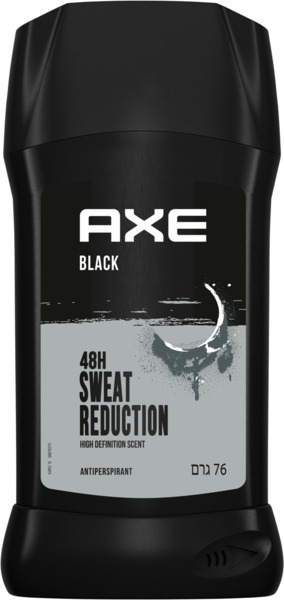 AXE
BLACK
48H
SWEAT
REDUCTION
HIGH DEFINITION SCENT
ANTIPERSPIRANT
76 גרם